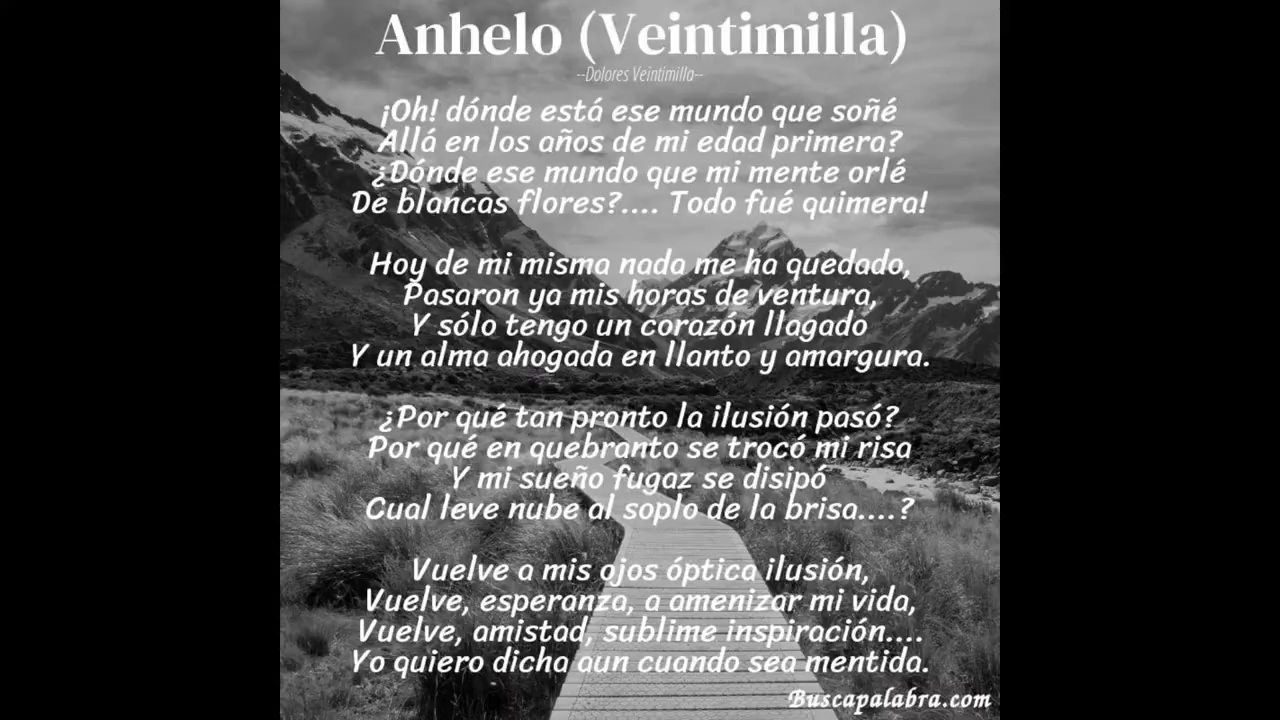 Anhelo (Veintimilla)
--Dolores Veintimilla--
¡Oh! dónde está ese mundo que soñé
Allá en los años de mi edad primera?
¿Dónde ese mundo que mi mente orlé
De blancas flores?.... Todo fué quimera!
Hoy de mi misma nada me ha quedado,
Pasaron ya mis horas de ventura,
Y sólo tengo un corazón llagado
Y un alma ahogada en llanto y amargura.
¿Por qué tan pronto la ilusión pasó?
Por qué en quebranto se trocó mi risa
Y mi sueño fugaz se disipó
Cual leve nube al soplo de la brisa....?
Vuelve a mis ojos óptica ilusión,
Vuelve, esperanza, a amenizar mi vida,
Vuelve, amistad, sublime inspiración....
Yo quiero dicha aun cuando sea mentida.
Buscapalabra.com